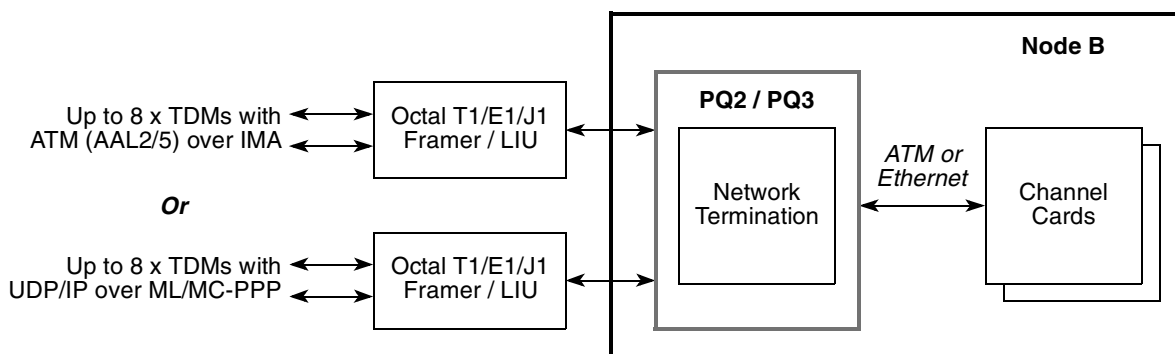 Node B
Up to 8 x TDMs with
ATM (AAL2/5) over IMA
Octal T1/E1/J1
Framer / LIU
PQ2 / PQ3
Network
Termination
ATM or
Ethernet
Channel
Cards
Or
Up to 8 x TDMs with
UDP/IP over ML/MC-PPP
Octal T1/E1/J1
Framer / LIU